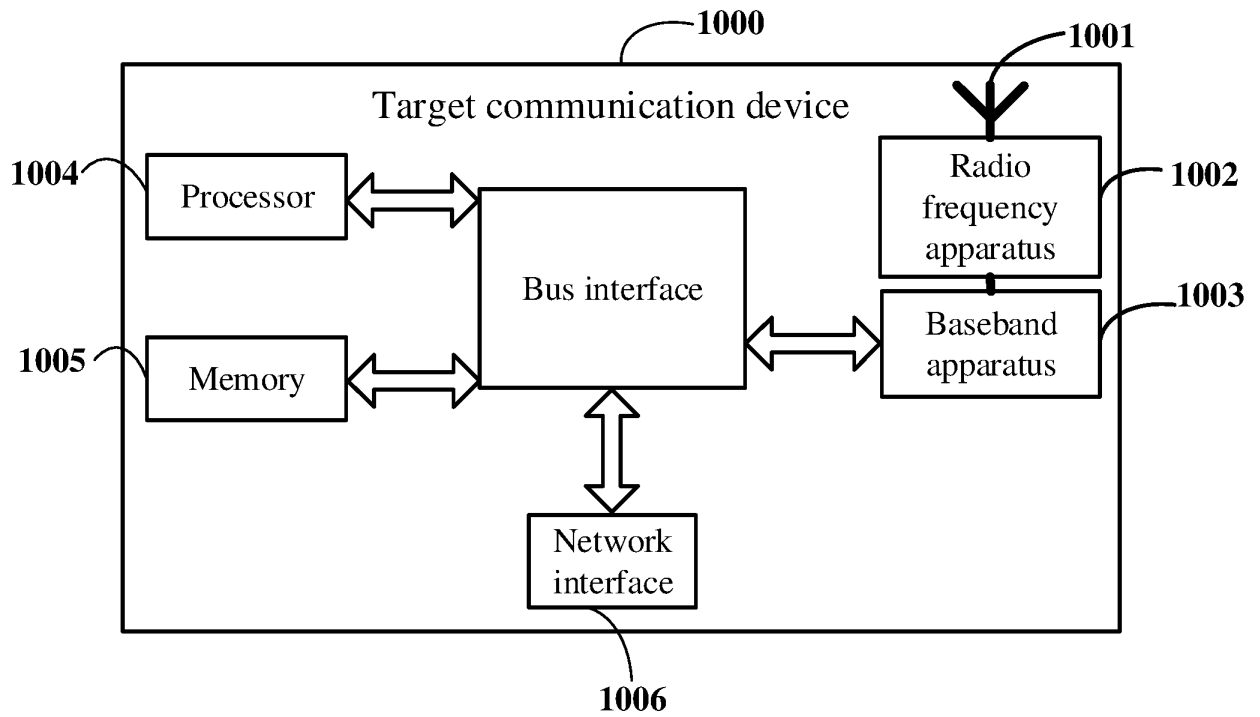 1000
1001
Target communication device
1004
Processor
Radio
frequency
apparatus
1002
Bus interface
1003
Baseband
apparatus
1005
Memory
Network
interface
1006